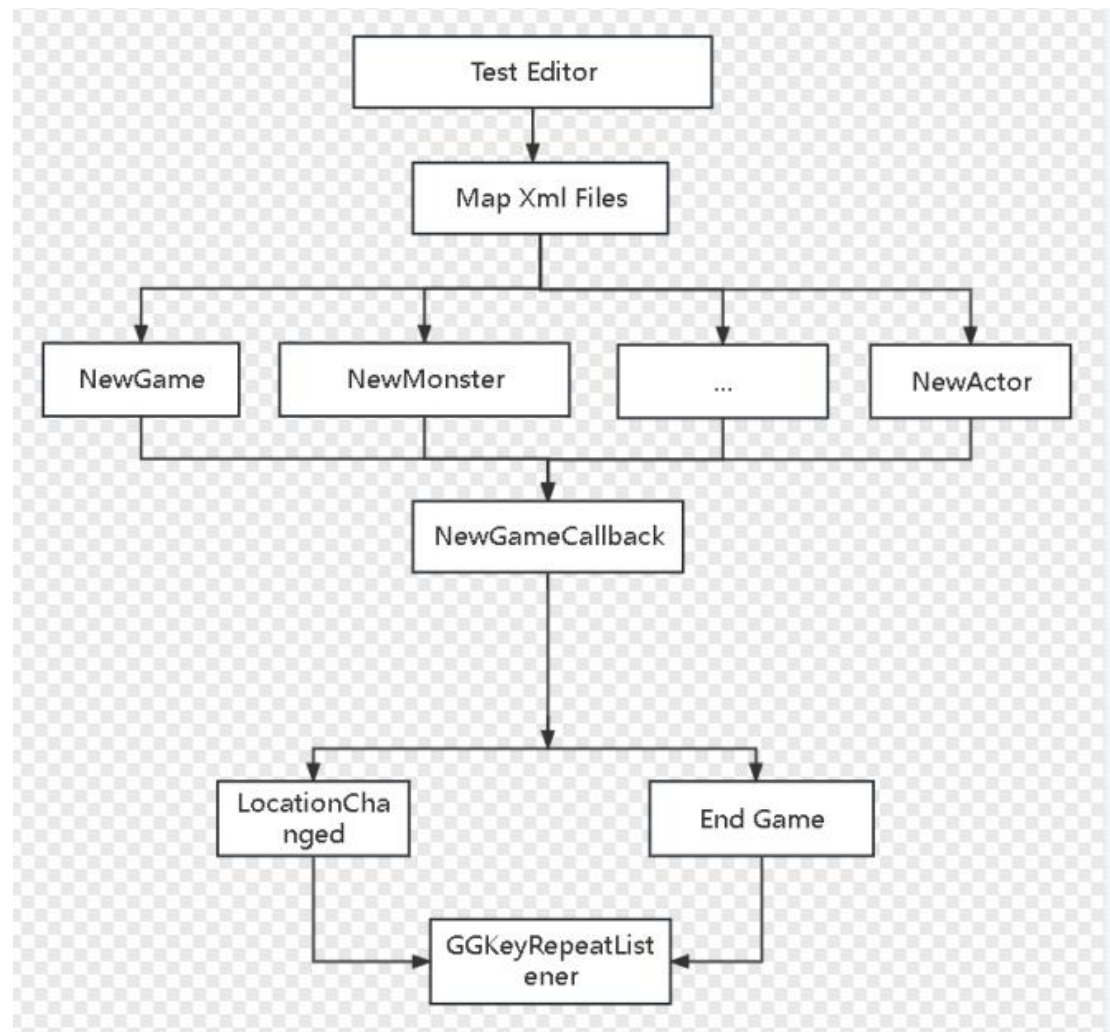 Test Editor
Map Xml Files
NewGame
NewMonster
...
NewActor
NewGameCallback
LocationCha
nged
End Game
GGKeyRepeatList
ener